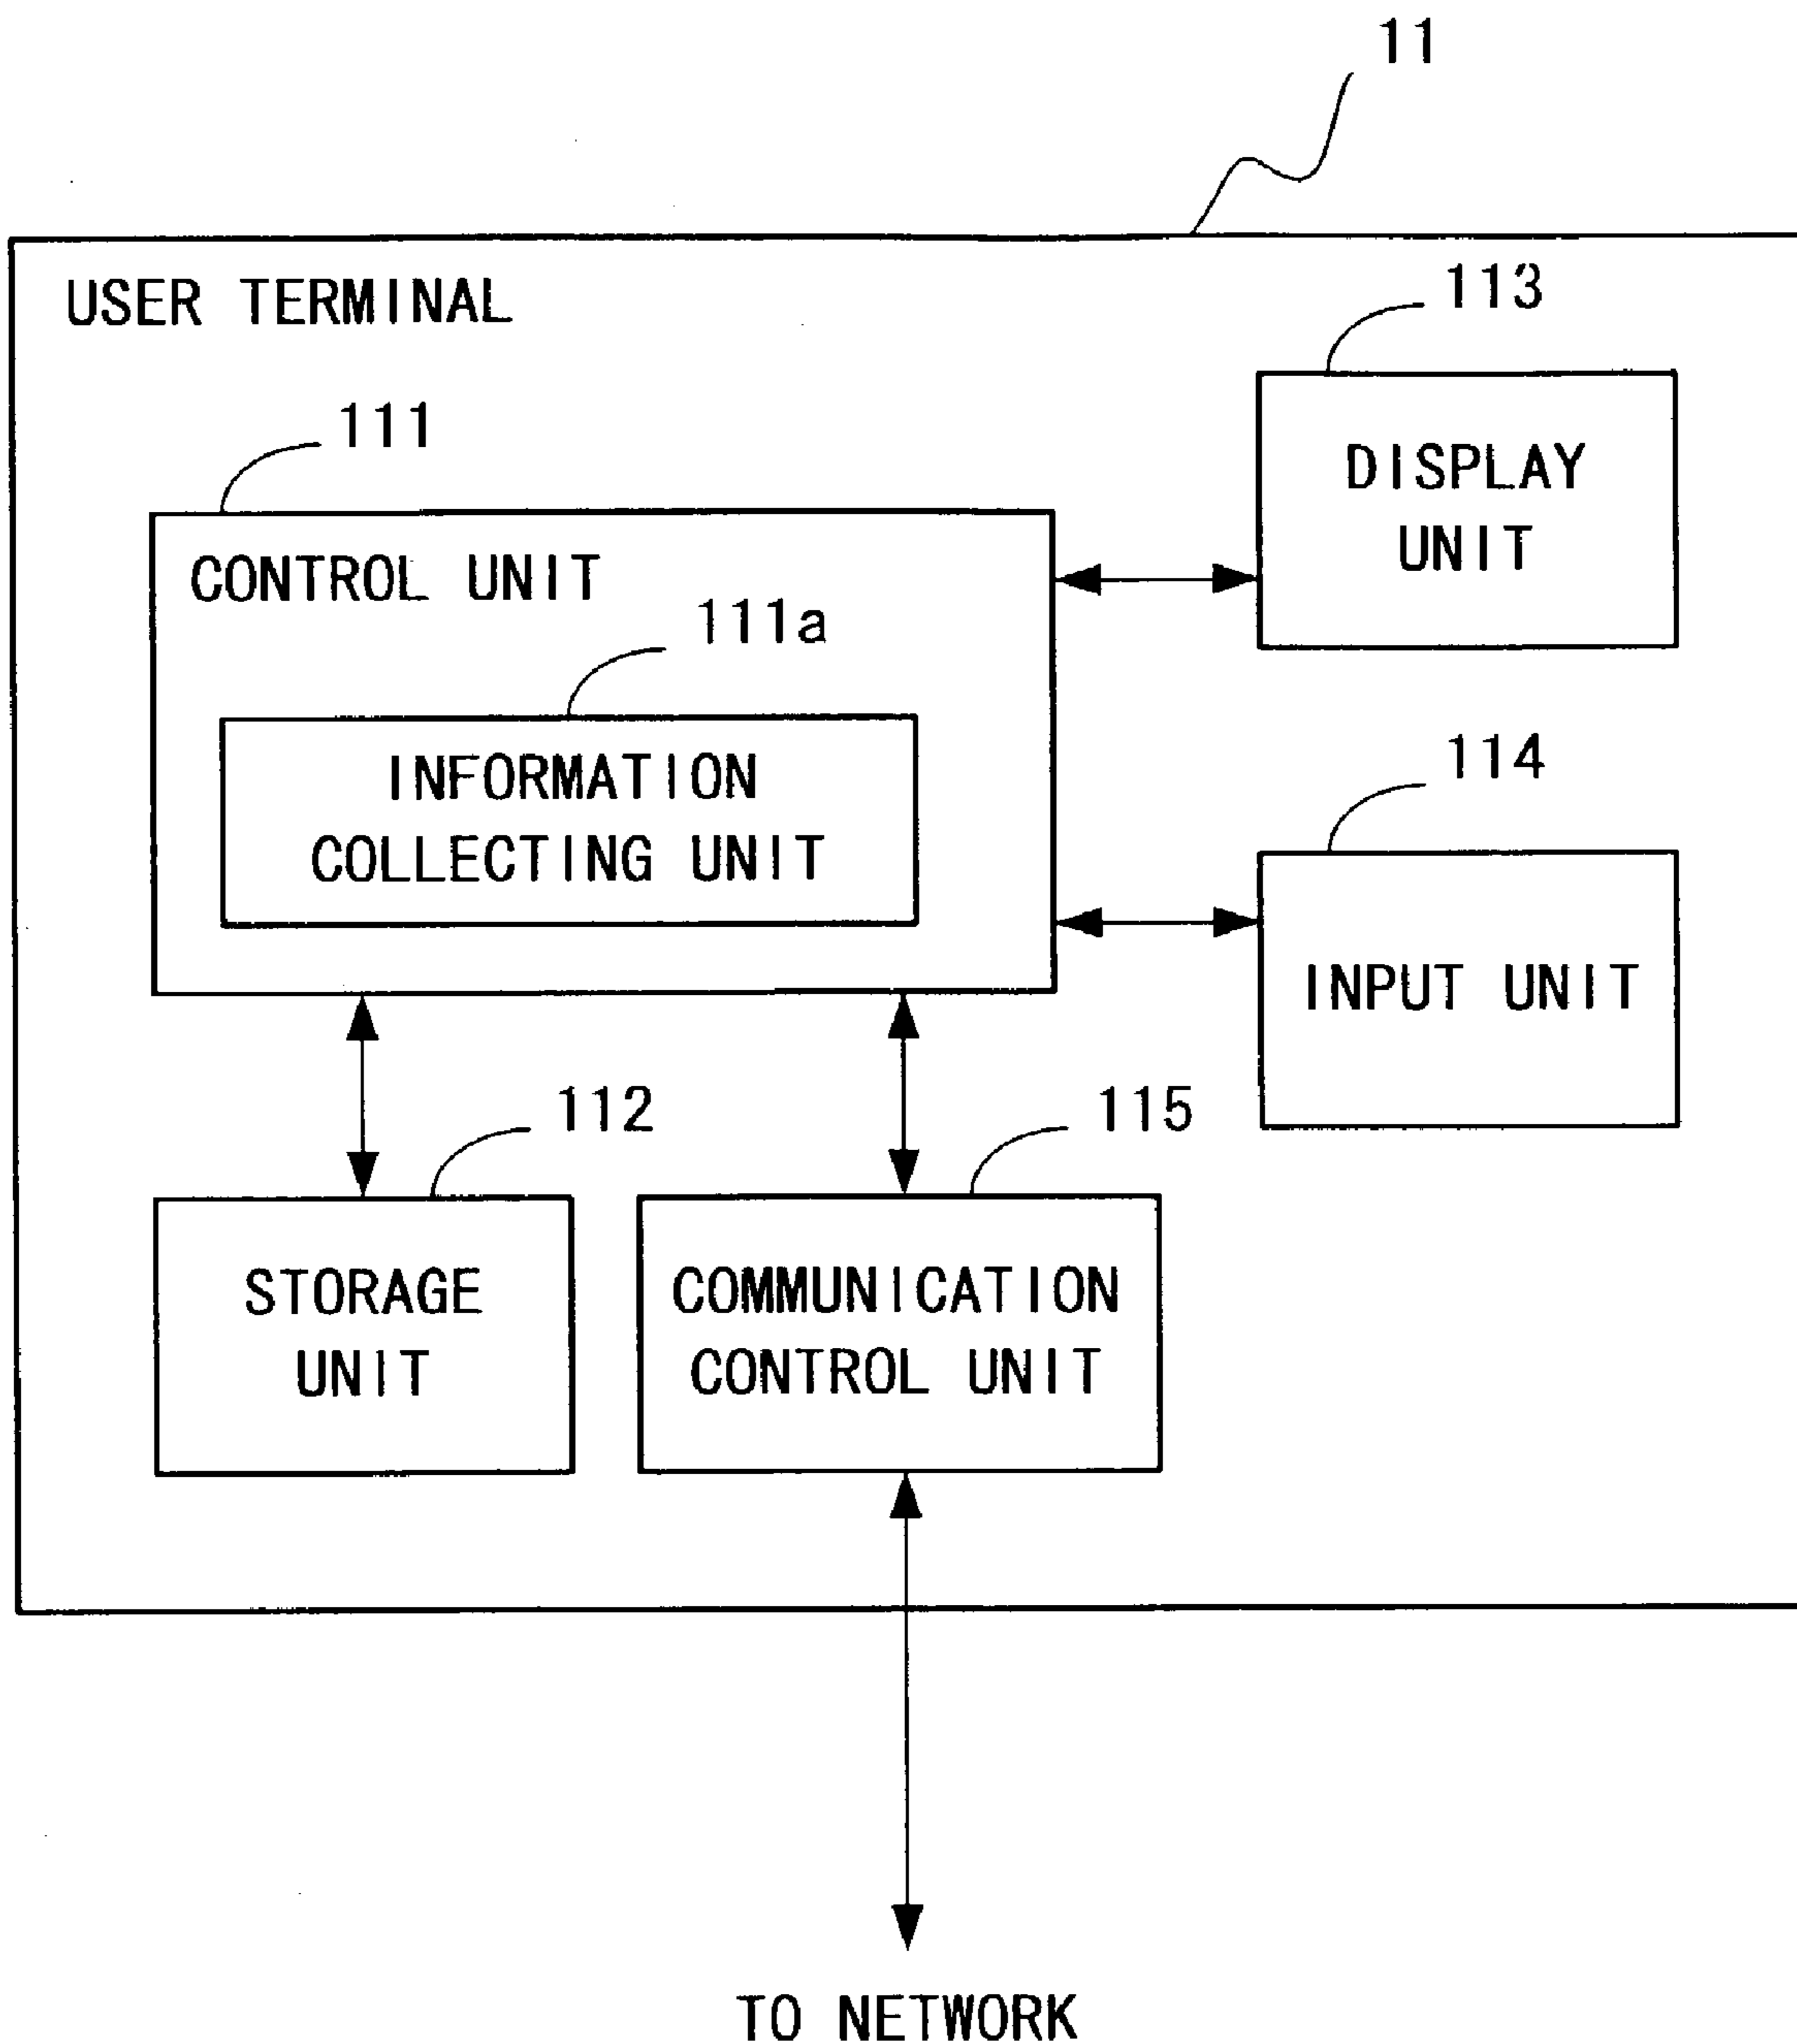 11
USER TERMINAL
113
111
DISPLAY
UNIT
CONTROL UNIT
111a
INFORMATION
COLLECTING UNIT
114
INPUT UNIT
112
115
STORAGE
UNIT
COMMUNICATION
CONTROL UNIT
TO NETWORK